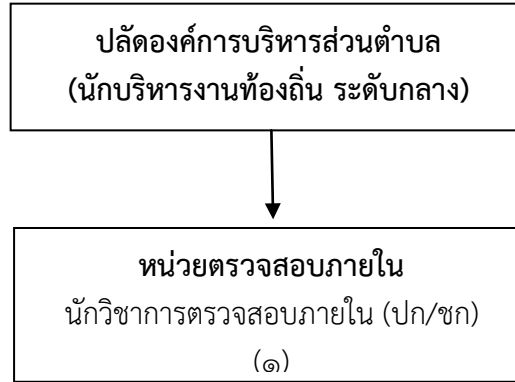 ปลัดองค์การบริหารส่วนตำบล
(นักบริหารงานท้องถิ่น ระดับกลาง)
หน่วยตรวจสอบภายใน
นักวิชาการตรวจสอบภายใน (ปก/ชก)
(๑)